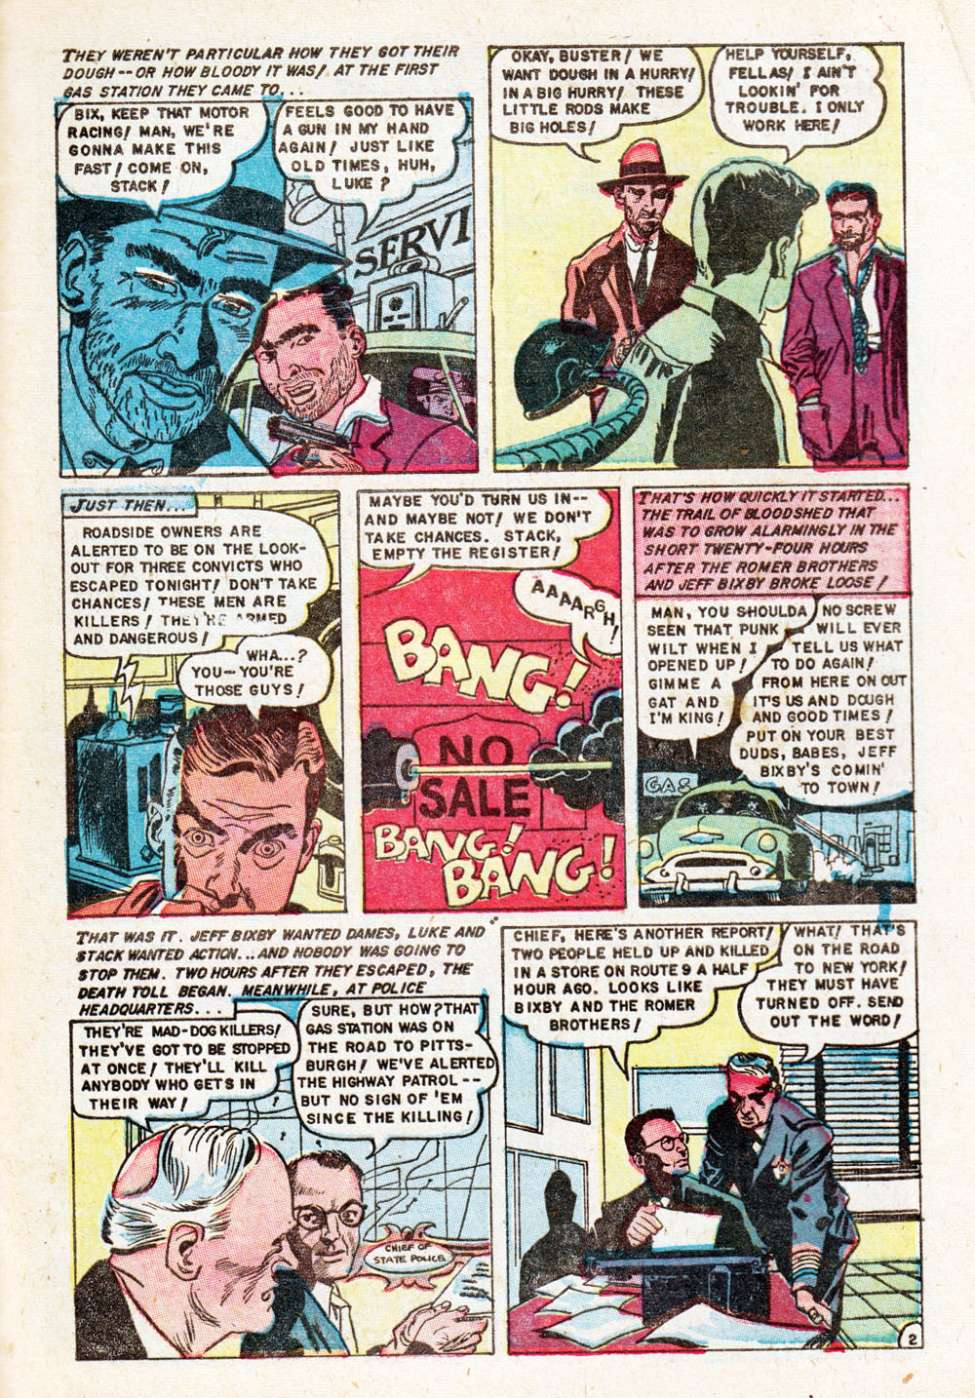 THEY WEREN'T PARTICULAR HOW THEY GOT THEIR
DOUGH -- OR HOW BLOODY IT WAS! AT THE FIRST
GAS STATION THEY CAME TO...
BIX, KEEP THAT MOTOR
RACING! MAN, WE'RE
GONNA MAKE THIS
FAST! COME ON,
STACK!
FEELS GOOD TO HAVE
A GUN IN MY HAND
AGAIN! JUST LIKE
OLD TIMES, HUH,
LUKE?
SERVI
OKAY, BUSTER! WE
WANT DOUGH IN A HURRY!
IN A BIG HURRY! THESE
LITTLE RODS MAKE
BIG HOLES!
HELP YOURSELF,
FELLAS! I AIN'T
LOOKIN' FOR
TROUBLE. I ONLY
WORK HERE!
JUST THEN...
ROADSIDE OWNERS ARE
ALERTED TO BE ON THE LOOK-
OUT FOR THREE CONVICTS WHO
ESCAPED TONIGHT! DON'T TAKE
CHANCES! THESE MEN ARE
KILLERS! THEY'RE ARMED
AND DANGEROUS!
WHA...?
YOU--YOU'RE
THOSE GUYS!
MAYBE YOU'D TURN US IN--
AND MAYBE NOT! WE DON'T
TAKE CHANCES. STACK,
EMPTY THE REGISTER!
AAAARGH!
BANG!
NO
SALE
BANG!
BANG!
THAT'S HOW QUICKLY IT STARTED...
THE TRAIL OF BLOODSHED THAT
WAS TO GROW ALARMINGLY IN THE
SHORT TWENTY-FOUR HOURS
AFTER THE ROMER BROTHERS
AND JEFF BIXBY BROKE LOOSE!
MAN, YOU SHOULDA
SEEN THAT PUNK
WILT WHEN I
OPENED UP!
GIMME A
GAT AND
I'M KING!
NO SCREW
WILL EVER
TELL US WHAT
TO DO AGAIN!
FROM HERE ON OUT
IT'S US AND DOUGH
AND GOOD TIMES!
PUT ON YOUR BEST
DUDS, BABES, JEFF
BIXBY'S COMIN'
TO TOWN!
GAS
THAT WAS IT. JEFF BIXBY WANTED DAMES, LUKE AND
STACK WANTED ACTION...AND NOBODY WAS GOING TO
STOP THEM. TWO HOURS AFTER THEY ESCAPED, THE
DEATH TOLL BEGAN. MEANWHILE, AT POLICE
HEADQUARTERS...
THEY'RE MAD-DOG KILLERS!
THEY'VE GOT TO BE STOPPED
AT ONCE! THEY'LL KILL
ANYBODY WHO GETS IN
THEIR WAY!
SURE, BUT HOW? THAT
GAS STATION WAS ON
THE ROAD TO PITTS-
BURGH! WE'VE ALERTED
THE HIGHWAY PATROL --
BUT NO SIGN OF 'EM
SINCE THE KILLING!
CHIEF OF
STATE POLICE
CHIEF, HERE'S ANOTHER REPORT!
TWO PEOPLE HELD UP AND KILLED
IN A STORE ON ROUTE 9 A HALF
HOUR AGO. LOOKS LIKE
BIXBY AND THE ROMER
BROTHERS!
WHAT! THAT'S
ON THE ROAD
TO NEW YORK!
THEY MUST HAVE
TURNED OFF. SEND
OUT THE WORD!
2